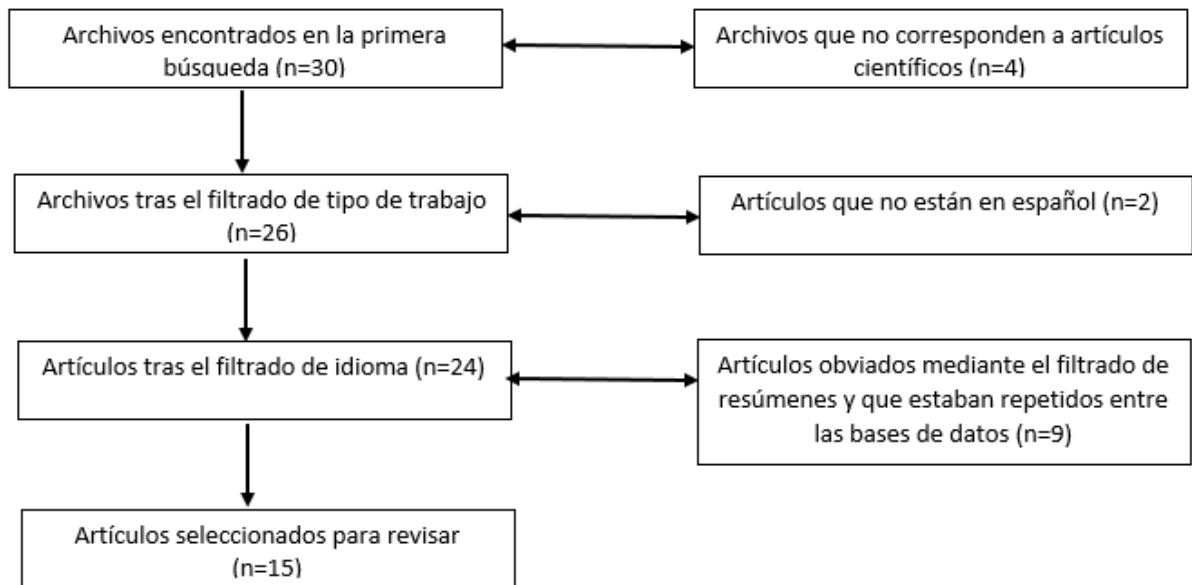 Archivos encontrados en la primera
búsqueda (n=30)
Archivos que no corresponden a artículos
científicos (n=4)
Archivos tras el filtrado de tipo de trabajo
(n=26)
Artículos que no están en español (n=2)
Artículos tras el filtrado de idioma (n=24)
Artículos obviados mediante el filtrado de
resúmenes y que estaban repetidos entre
las bases de datos (n=9)
Artículos seleccionados para revisar
(n=15)